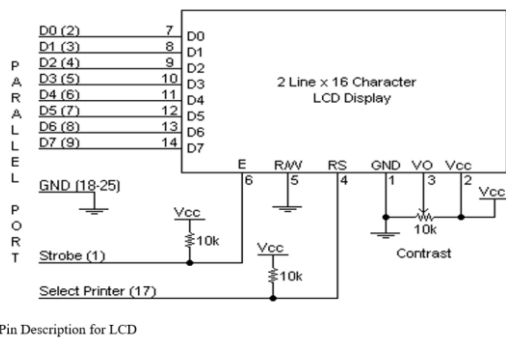 PARALLEL PORT
D0 (2) 7 D0
D1 (3) 8 D1
D2 (4) 9 D2
D3 (5) 10 D3
D4 (6) 11 D4
D5 (7) 12 D5
D6 (8) 13 D6
D7 (9) 14 D7
2 Line x 16 Character
LCD Display
E R/W RS GND VO Vcc
6 5 4 1 3 2
GND (18-25)
Vcc
10k
Strobe (1)
Vcc
10k
Select Printer (17)
Vcc
10k
Contrast
Pin Description for LCD